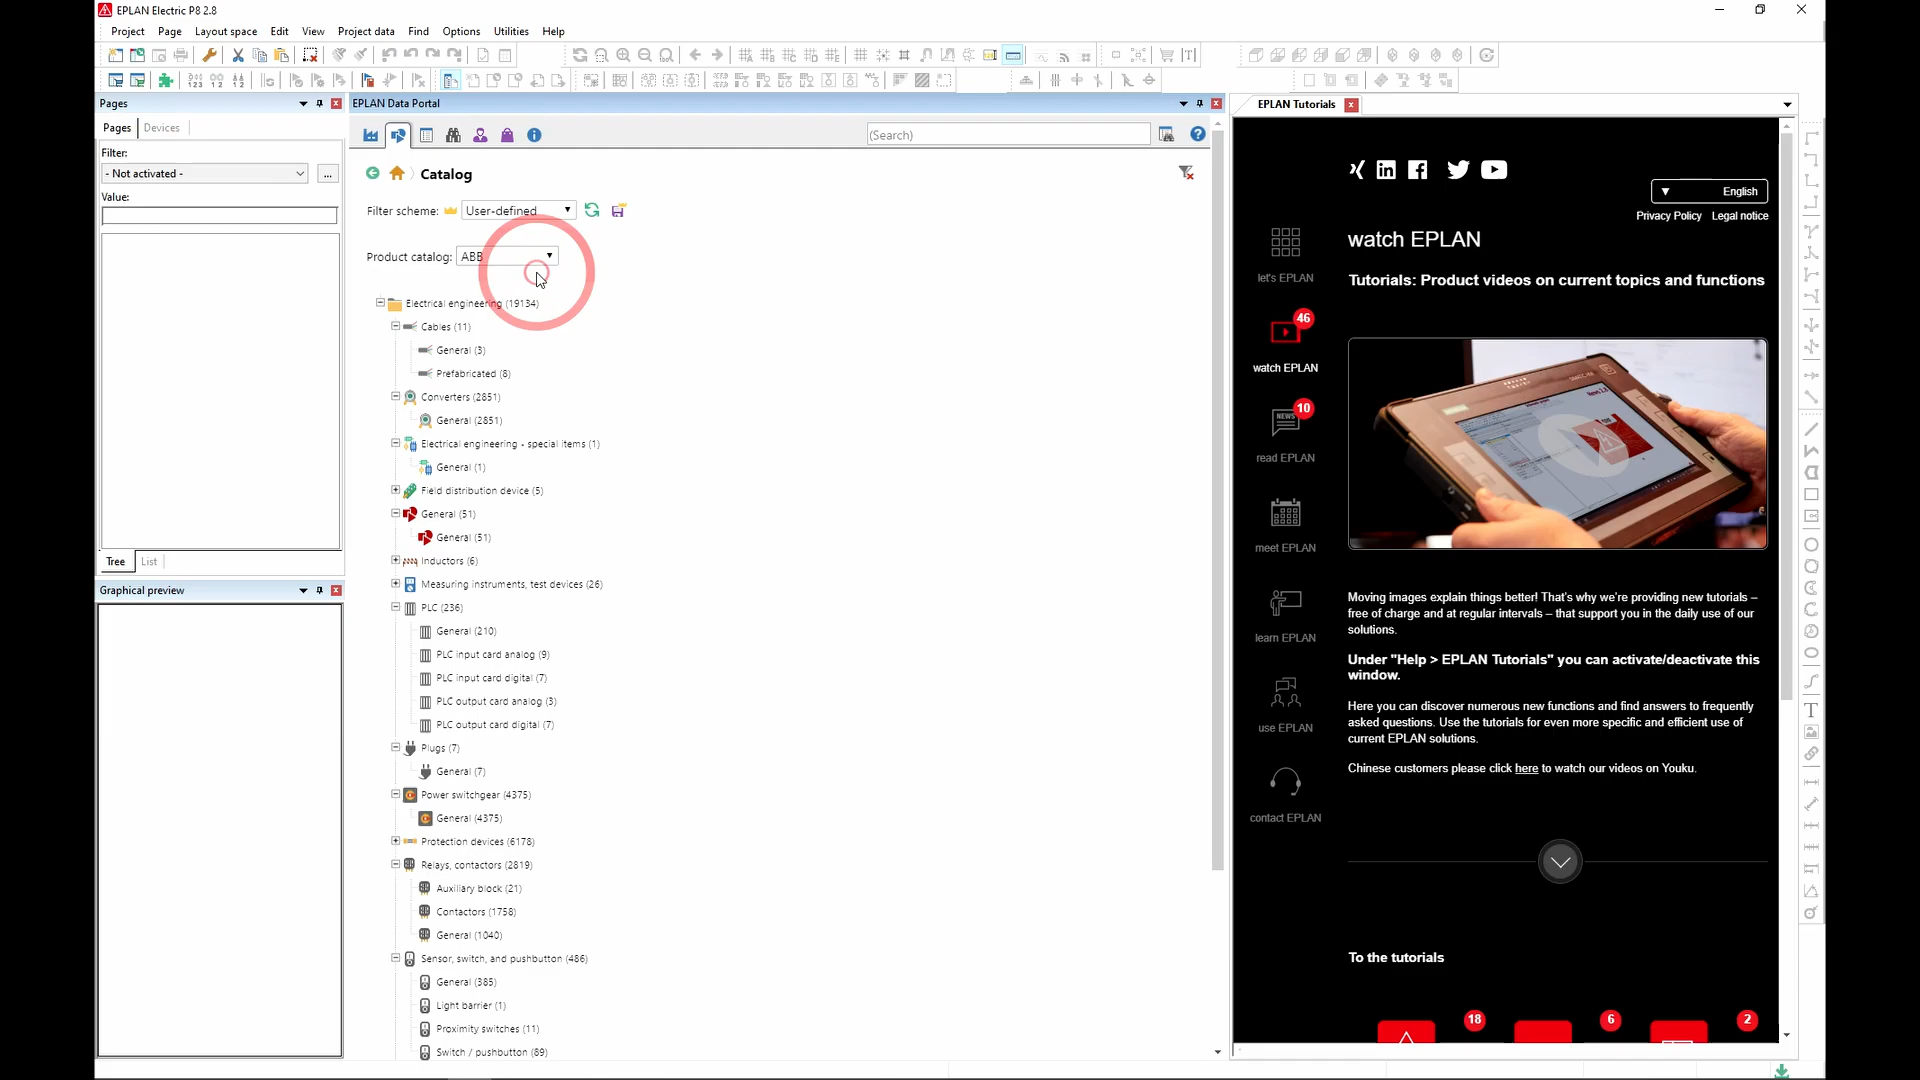 EPLAN Electric P8 2.8
Project Page Layout space Edit View Project data Find Options Utilities Help
Pages
Pages Devices
Filter:
- Not activated -
...
Value:
Tree List
Graphical preview
EPLAN Data Portal
(Search)
Catalog
Filter scheme: User-defined
Product catalog: ABB
Electrical engineering (19134)
Cables (11)
General (3)
Prefabricated (8)
Converters (2851)
General (2851)
Electrical engineering - special items (1)
General (1)
Field distribution device (5)
General (51)
General (51)
Inductors (6)
Measuring instruments, test devices (26)
PLC (236)
General (210)
PLC input card analog (9)
PLC input card digital (7)
PLC output card analog (3)
PLC output card digital (7)
Plugs (7)
General (7)
Power switchgear (4375)
General (4375)
Protection devices (6178)
Relays, contactors (2819)
Auxiliary block (21)
Contactors (1758)
General (1040)
Sensor, switch, and pushbutton (486)
General (385)
Light barrier (1)
Proximity switches (11)
Switch / pushbutton (89)
EPLAN Tutorials
English
Privacy Policy Legal notice
let's EPLAN
46
watch EPLAN
NEWS
10
read EPLAN
meet EPLAN
learn EPLAN
use EPLAN
contact EPLAN
watch EPLAN
Tutorials: Product videos on current topics and functions
Moving images explain things better! That's why we're providing new tutorials –
free of charge and at regular intervals – that support you in the daily use of our
solutions.
Under "Help > EPLAN Tutorials" you can activate/deactivate this
window.
Here you can discover numerous new functions and find answers to frequently
asked questions. Use the tutorials for even more specific and efficient use of
current EPLAN solutions.
Chinese customers please click here to watch our videos on Youku.
To the tutorials
18
6
2